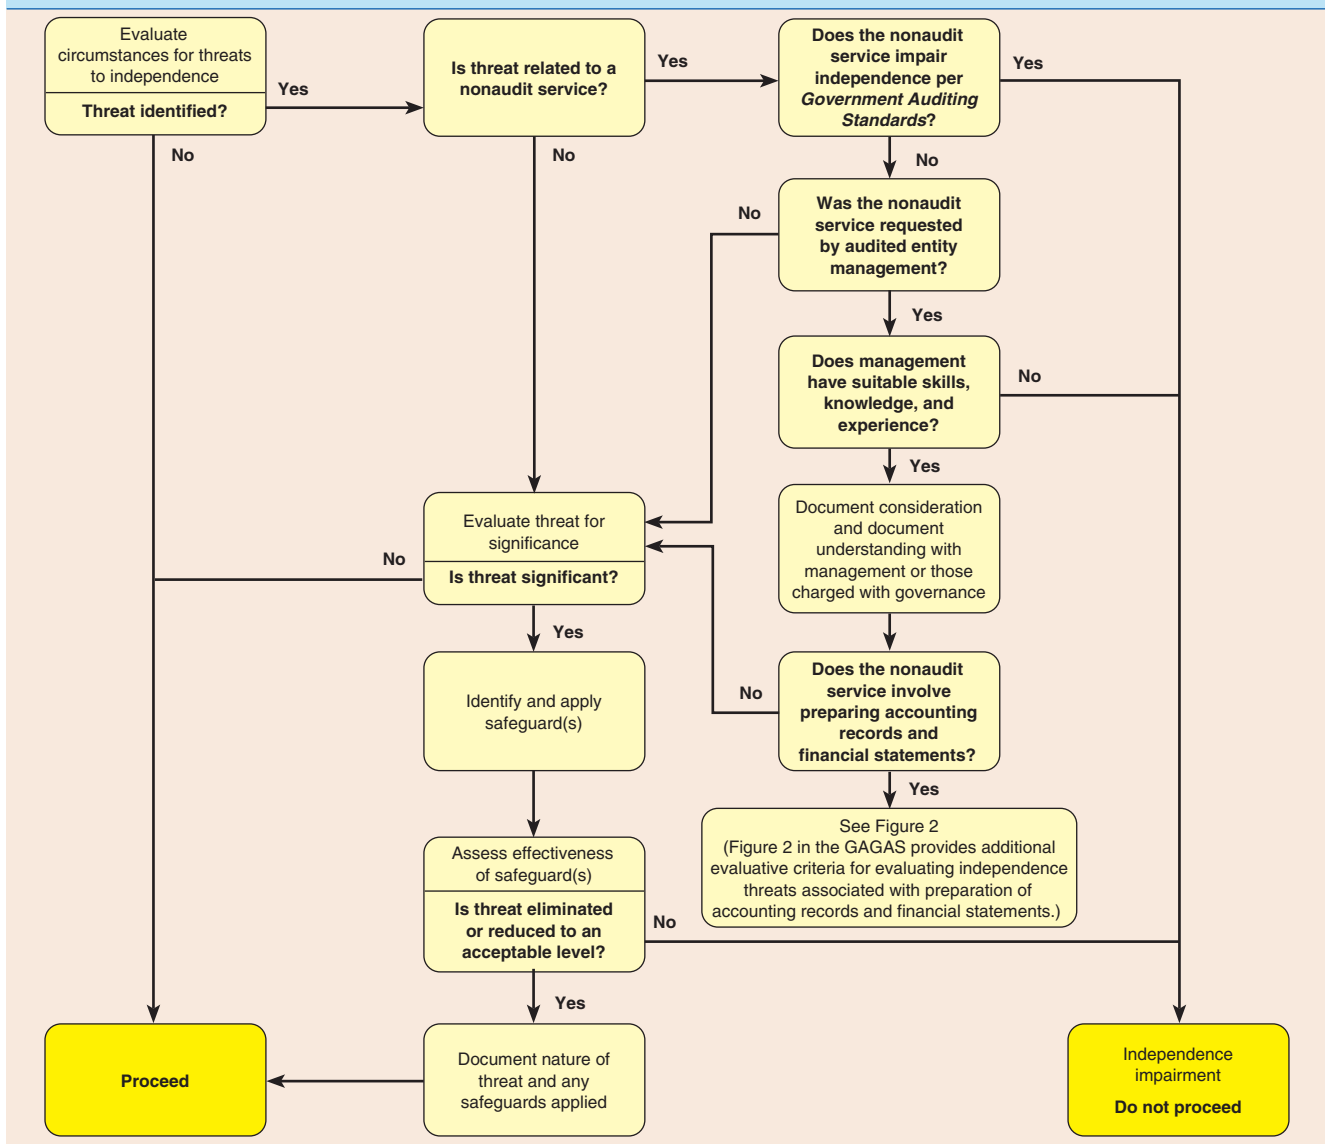 Evaluate
circumstances for threats
to independence
Threat identified?
Yes
No
Is threat related to a
nonaudit service?
Yes
No
Does the nonaudit
service impair
independence per
Government Auditing
Standards?
Yes
No
Was the nonaudit
service requested
by audited entity
management?
No
Yes
Does management
have suitable skills,
knowledge, and
experience?
No
Yes
Document consideration
and document
understanding with
management or those
charged with governance
Does the nonaudit
service involve
preparing accounting
records and
financial statements?
No
Yes
See Figure 2
(Figure 2 in the GAGAS provides additional
evaluative criteria for evaluating independence
threats associated with preparation of
accounting records and financial statements.)
Evaluate threat for
significance
Is threat significant?
No
Yes
Identify and apply
safeguard(s)
Assess effectiveness
of safeguard(s)
Is threat eliminated
or reduced to an
acceptable level?
No
Yes
Document nature of
threat and any
safeguards applied
Proceed
Independence
impairment
Do not proceed